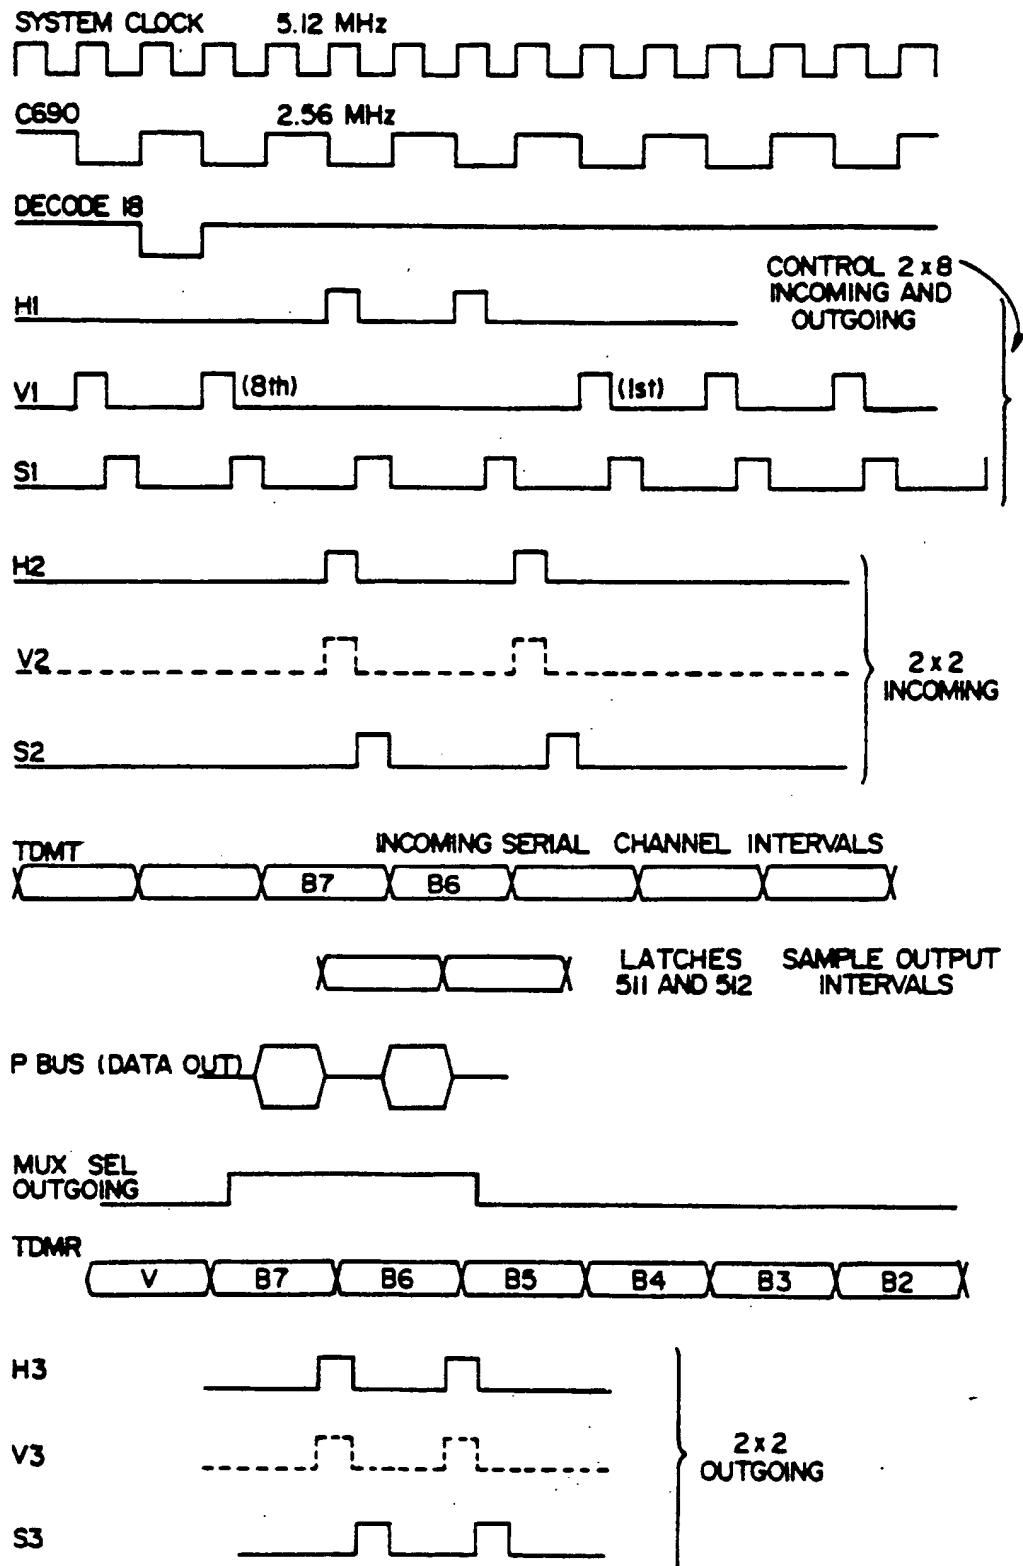 SYSTEM CLOCK 5.12 MHz
C690 2.56 MHz
DECODE 18
CONTROL 2 x 8
INCOMING AND
OUTGOING
H1
V1 (8th) (1st)
S1
H2
V2
2 x 2
INCOMING
S2
TDMT INCOMING SERIAL CHANNEL INTERVALS
B7 B6
LATCHES SAMPLE OUTPUT
511 AND 512 INTERVALS
P BUS (DATA OUT)
MUX SEL
OUTGOING
TDMR
V B7 B6 B5 B4 B3 B2
H3
V3
2 x 2
OUTGOING
S3